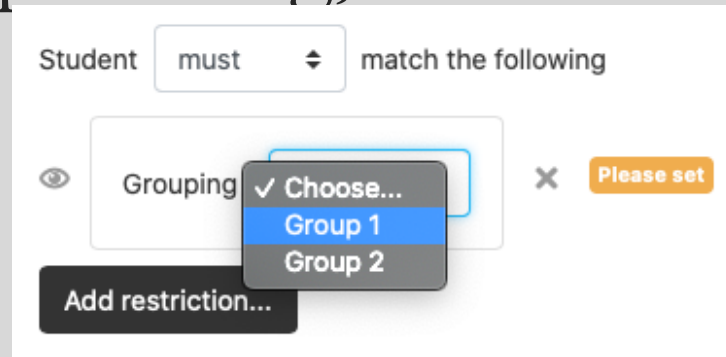 Student must match the following
Grouping ✓ Choose... Please set
Group 1
Group 2
Add restriction...